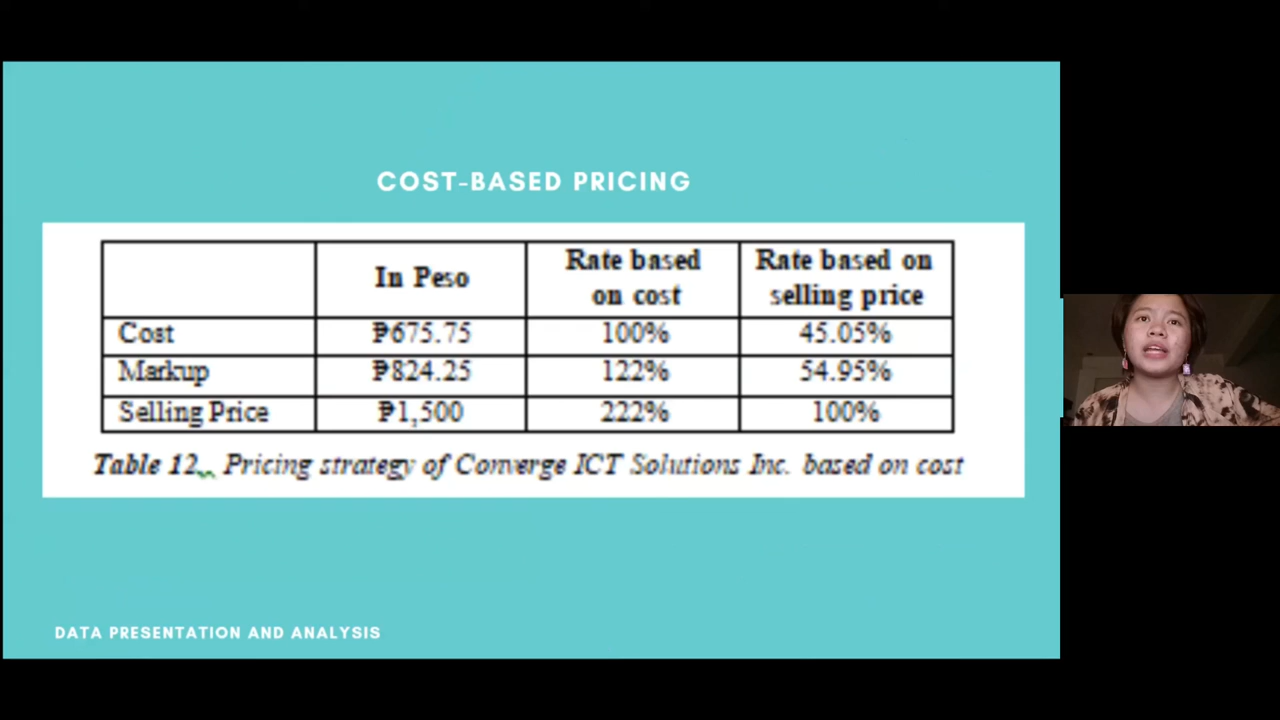 COST-BASED PRICING
In Peso Rate based on cost Rate based on selling price
Cost ₱675.75 100% 45.05%
Markup ₱824.25 122% 54.95%
Selling Price ₱1,500 222% 100%
Table 12. Pricing strategy of Converge ICT Solutions Inc. based on cost
DATA PRESENTATION AND ANALYSIS